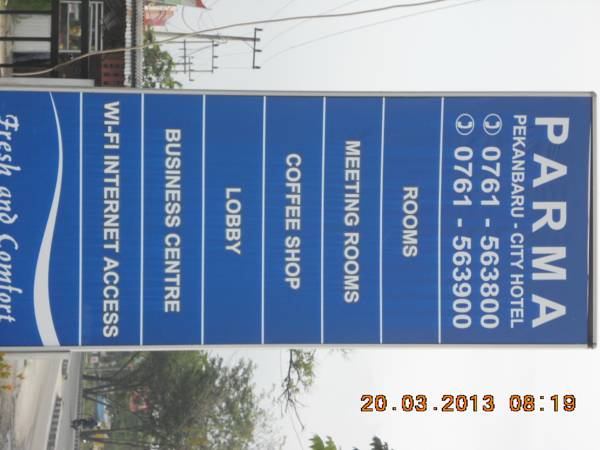 PARMA
PEKANBARU - CITY HOTEL
✆ 0761 - 563800
✆ 0761 - 563900
ROOMS
MEETING ROOMS
COFFEE SHOP
LOBBY
BUSINESS CENTRE
WI-FI INTERNET ACCESS
Fresh and Comfort
20.03.2013 08:19